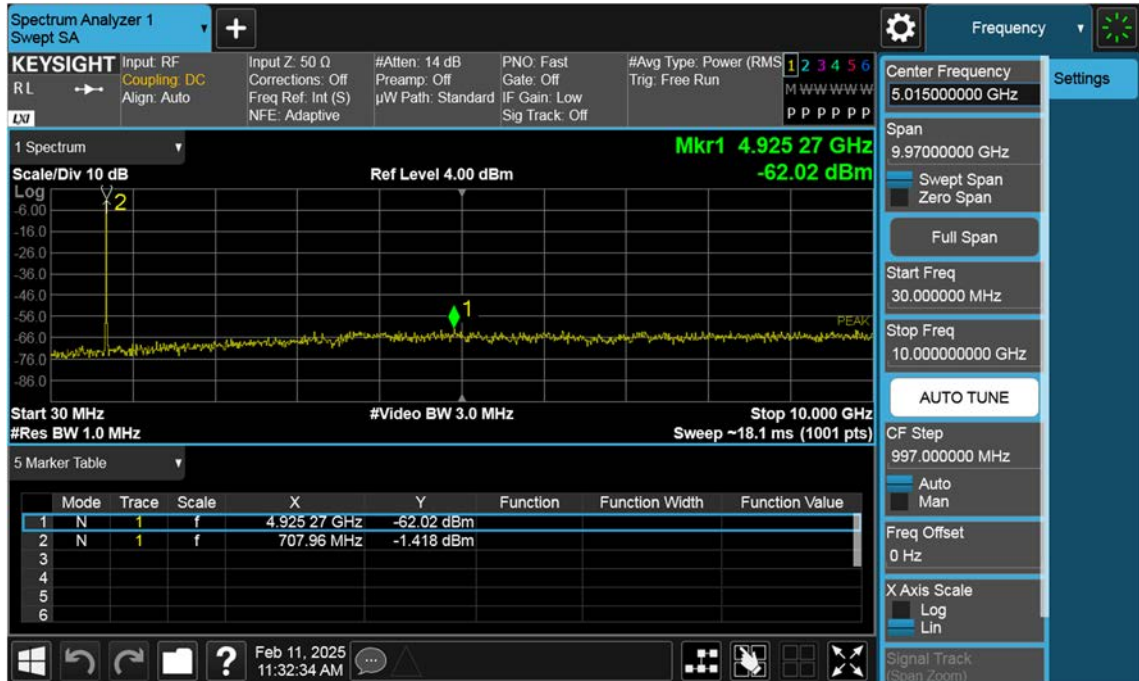 Spectrum Analyzer 1
Swept SA
Frequency
KEYSIGHT
RL
LXI
Input: RF
Coupling: DC
Align: Auto
Input Z: 50 Ω
Corrections: Off
Freq Ref: Int (S)
NFE: Adaptive
#Atten: 14 dB
Preamp: Off
µW Path: Standard
PNO: Fast
Gate: Off
IF Gain: Low
Sig Track: Off
#Avg Type: Power (RMS
Trig: Free Run
1 2 3 4 5 6
M W W W W W
P P P P P P
1 Spectrum
Mkr1 4.925 27 GHz
-62.02 dBm
Scale/Div 10 dB
Ref Level 4.00 dBm
Log
-6.00
-16.0
-26.0
-36.0
-46.0
-56.0
-66.0
-76.0
-86.0
2
1
PEAK
Start 30 MHz
#Video BW 3.0 MHz
Stop 10.000 GHz
#Res BW 1.0 MHz
Sweep ~18.1 ms (1001 pts)
5 Marker Table
Mode Trace Scale X Y Function Function Width Function Value
1 N 1 f 4.925 27 GHz -62.02 dBm
2 N 1 f 707.96 MHz -1.418 dBm
3
4
5
6
?
Feb 11, 2025
11:32:34 AM
Center Frequency
5.015000000 GHz
Settings
Span
9.97000000 GHz
Swept Span
Zero Span
Full Span
Start Freq
30.000000 MHz
Stop Freq
10.000000000 GHz
AUTO TUNE
CF Step
997.000000 MHz
Auto
Man
Freq Offset
0 Hz
X Axis Scale
Log
Lin
Signal Track
(Span Zoom)